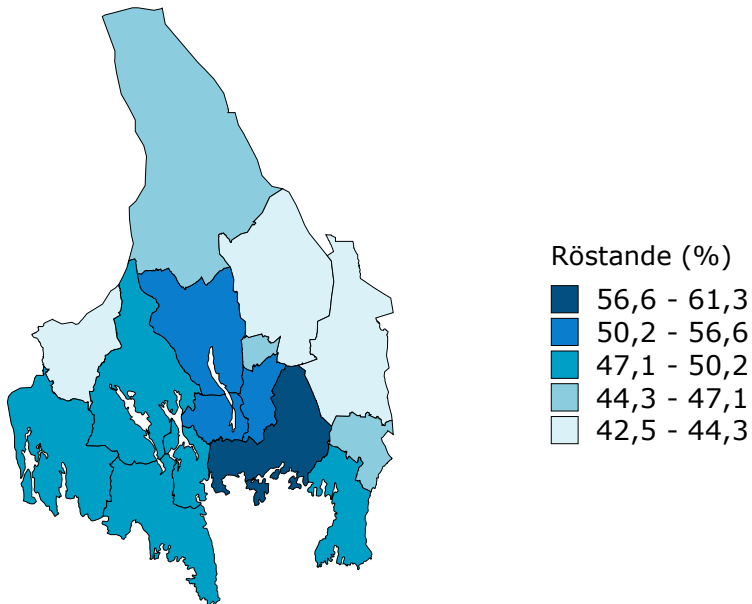 Röstande (%)
56,6 - 61,3
50,2 - 56,6
47,1 - 50,2
44,3 - 47,1
42,5 - 44,3